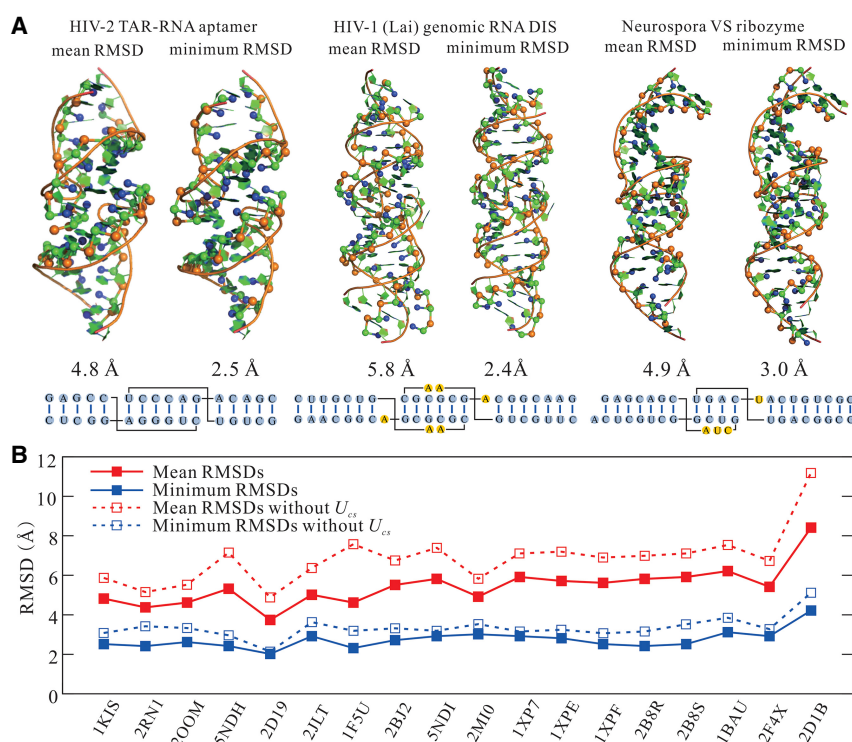 A
HIV-2 TAR-RNA aptamer
mean RMSD minimum RMSD
HIV-1 (Lai) genomic RNA DIS
mean RMSD minimum RMSD
Neurospora VS ribozyme
mean RMSD minimum RMSD
4.8 Å 2.5 Å
5.8 Å 2.4 Å
4.9 Å 3.0 Å
G A G C C U C C C A G A C A G C
C U C G G A G G G U C U G U C G
A A
C U U G C U G C G C G C G A C G G C A A G
G A A C G G C A G C G C G C G U C G U U C
A A
G A G C A G C U G A C U
A U C
B
12
10
8
6
4
2
0
RMSD (Å)
Mean RMSDs
Minimum RMSDs
Mean RMSDs without Ucs
Minimum RMSDs without Ucs
1KIS
2RN1
2OOM
5NDH
2D19
2JLT
1F5U
2BJ2
5NDI
2MI0
1XP7
1XPE
1XPF
2B8R
2B8S
1BAU
2F4X
2D1B